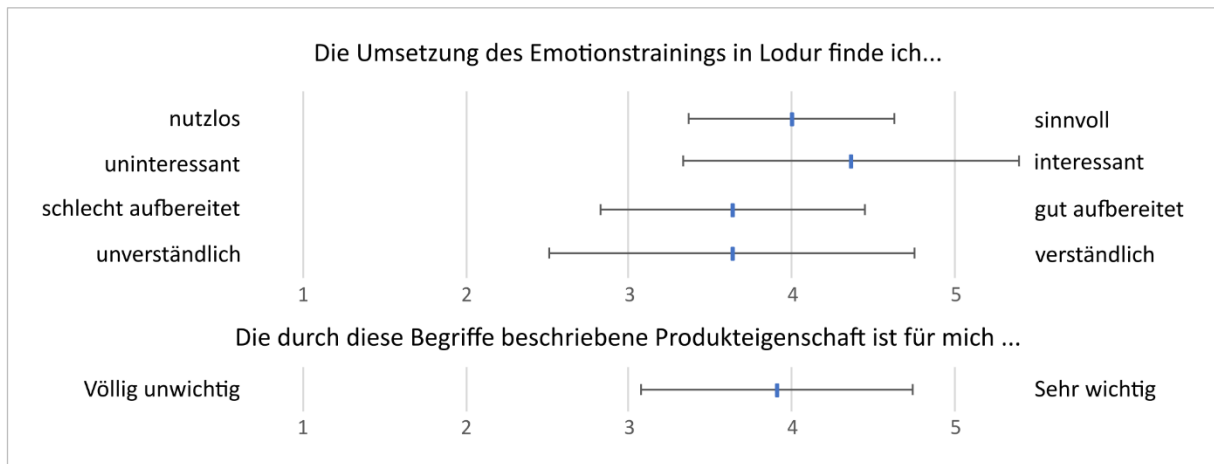 Die Umsetzung des Emotionstrainings in Lodur finde ich...
nutzlos sinnvoll
uninteressant interessant
schlecht aufbereitet gut aufbereitet
unverständlich verständlich
1 2 3 4 5
Die durch diese Begriffe beschriebene Produkteigenschaft ist für mich ...
Völlig unwichtig Sehr wichtig
1 2 3 4 5